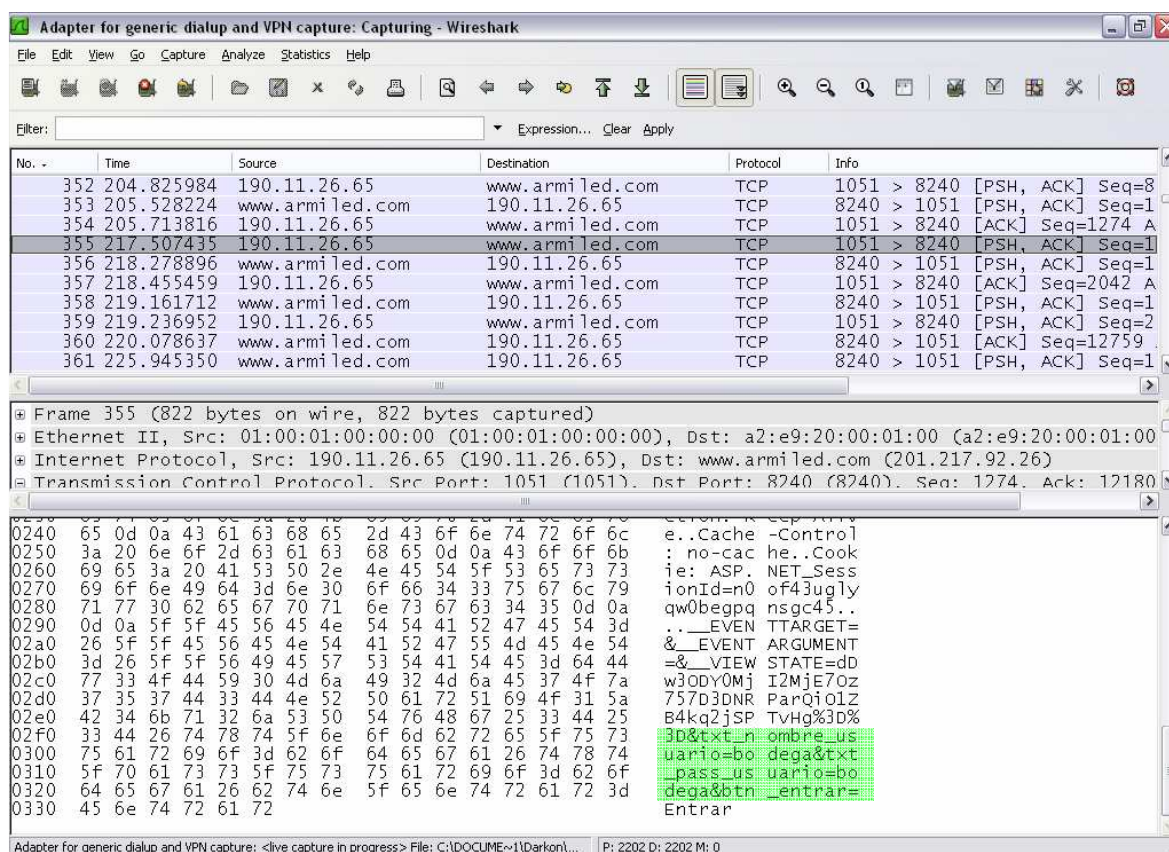 Adapter for generic dialup and VPN capture: Capturing - Wireshark
File Edit View Go Capture Analyze Statistics Help
Filter: Expression... Clear Apply
No. - Time Source Destination Protocol Info
352 204.825984 190.11.26.65 www.armiled.com TCP 1051 > 8240 [PSH, ACK] Seq=8
353 205.528224 www.armiled.com 190.11.26.65 TCP 8240 > 1051 [PSH, ACK] Seq=1
354 205.713816 190.11.26.65 www.armiled.com TCP 1051 > 8240 [ACK] Seq=1274 A
355 217.507435 190.11.26.65 www.armiled.com TCP 1051 > 8240 [PSH, ACK] Seq=1
356 218.278896 www.armiled.com 190.11.26.65 TCP 8240 > 1051 [PSH, ACK] Seq=1
357 218.455459 190.11.26.65 www.armiled.com TCP 1051 > 8240 [ACK] Seq=2042 A
358 219.161712 www.armiled.com 190.11.26.65 TCP 8240 > 1051 [PSH, ACK] Seq=1
359 219.236952 190.11.26.65 www.armiled.com TCP 1051 > 8240 [PSH, ACK] Seq=2
360 220.078637 www.armiled.com 190.11.26.65 TCP 8240 > 1051 [ACK] Seq=12759
361 225.945350 www.armiled.com 190.11.26.65 TCP 8240 > 1051 [PSH, ACK] Seq=1
Frame 355 (822 bytes on wire, 822 bytes captured)
Ethernet II, Src: 01:00:01:00:00:00 (01:00:01:00:00:00), Dst: a2:e9:20:00:01:00 (a2:e9:20:00:01:00
Internet Protocol, Src: 190.11.26.65 (190.11.26.65), Dst: www.armiled.com (201.217.92.26)
Transmission Control Protocol, Src Port: 1051 (1051), Dst Port: 8240 (8240), Seq: 1274, Ack: 12180
0240 65 0d 0a 43 61 63 68 65 2d 43 6f 6e 74 72 6f 6c e..Cache -Control
0250 3a 20 6e 6f 2d 63 61 63 68 65 0d 0a 43 6f 6f 6b : no-cac he..Cook
0260 69 65 3a 20 41 53 50 2e 4e 45 54 5f 53 65 73 73 ie: ASP. NET_Sess
0270 69 6f 6e 49 64 3d 6e 30 6f 66 34 33 75 67 6c 79 ionId=n0 of43ugly
0280 71 77 30 62 65 67 70 71 6e 73 67 63 34 35 0d 0a qw0begpq nsgc45..
0290 0d 0a 5f 5f 45 56 45 4e 54 54 41 52 47 45 54 3d ..__EVEN TTARGET=
02a0 26 5f 5f 45 56 45 4e 54 41 52 47 55 4d 45 4e 54 &__EVENT ARGUMENT
02b0 3d 26 5f 5f 56 49 45 57 53 54 41 54 45 3d 64 44 =&__VIEW STATE=dD
02c0 77 33 4f 44 59 30 4d 6a 49 32 4d 6a 45 37 4f 7a w3ODY0Mj I2MjE7Oz
02d0 37 35 37 44 33 44 4e 52 50 61 72 51 69 4f 31 5a 757D3DNR ParQiO1Z
02e0 42 34 6b 71 32 6a 53 50 54 76 48 67 25 33 44 25 B4kq2jSP TvHg%3D%
02f0 33 44 26 74 78 74 5f 6e 6f 6d 62 72 65 5f 75 73 3D&txt_n ombre_us
0300 75 61 72 69 6f 3d 62 6f 64 65 67 61 26 74 78 74 uario=bo dega&txt
0310 5f 70 61 73 73 5f 75 73 75 61 72 69 6f 3d 62 6f _pass_us uario=bo
0320 64 65 67 61 26 62 74 6e 5f 65 6e 74 72 61 72 3d dega&btn _entrar=
0330 45 6e 74 72 61 72 Entrar
Adapter for generic dialup and VPN capture: <live capture in progress> File: C:\DOCUME~1\Darkon\... P: 2202 D: 2202 M: 0